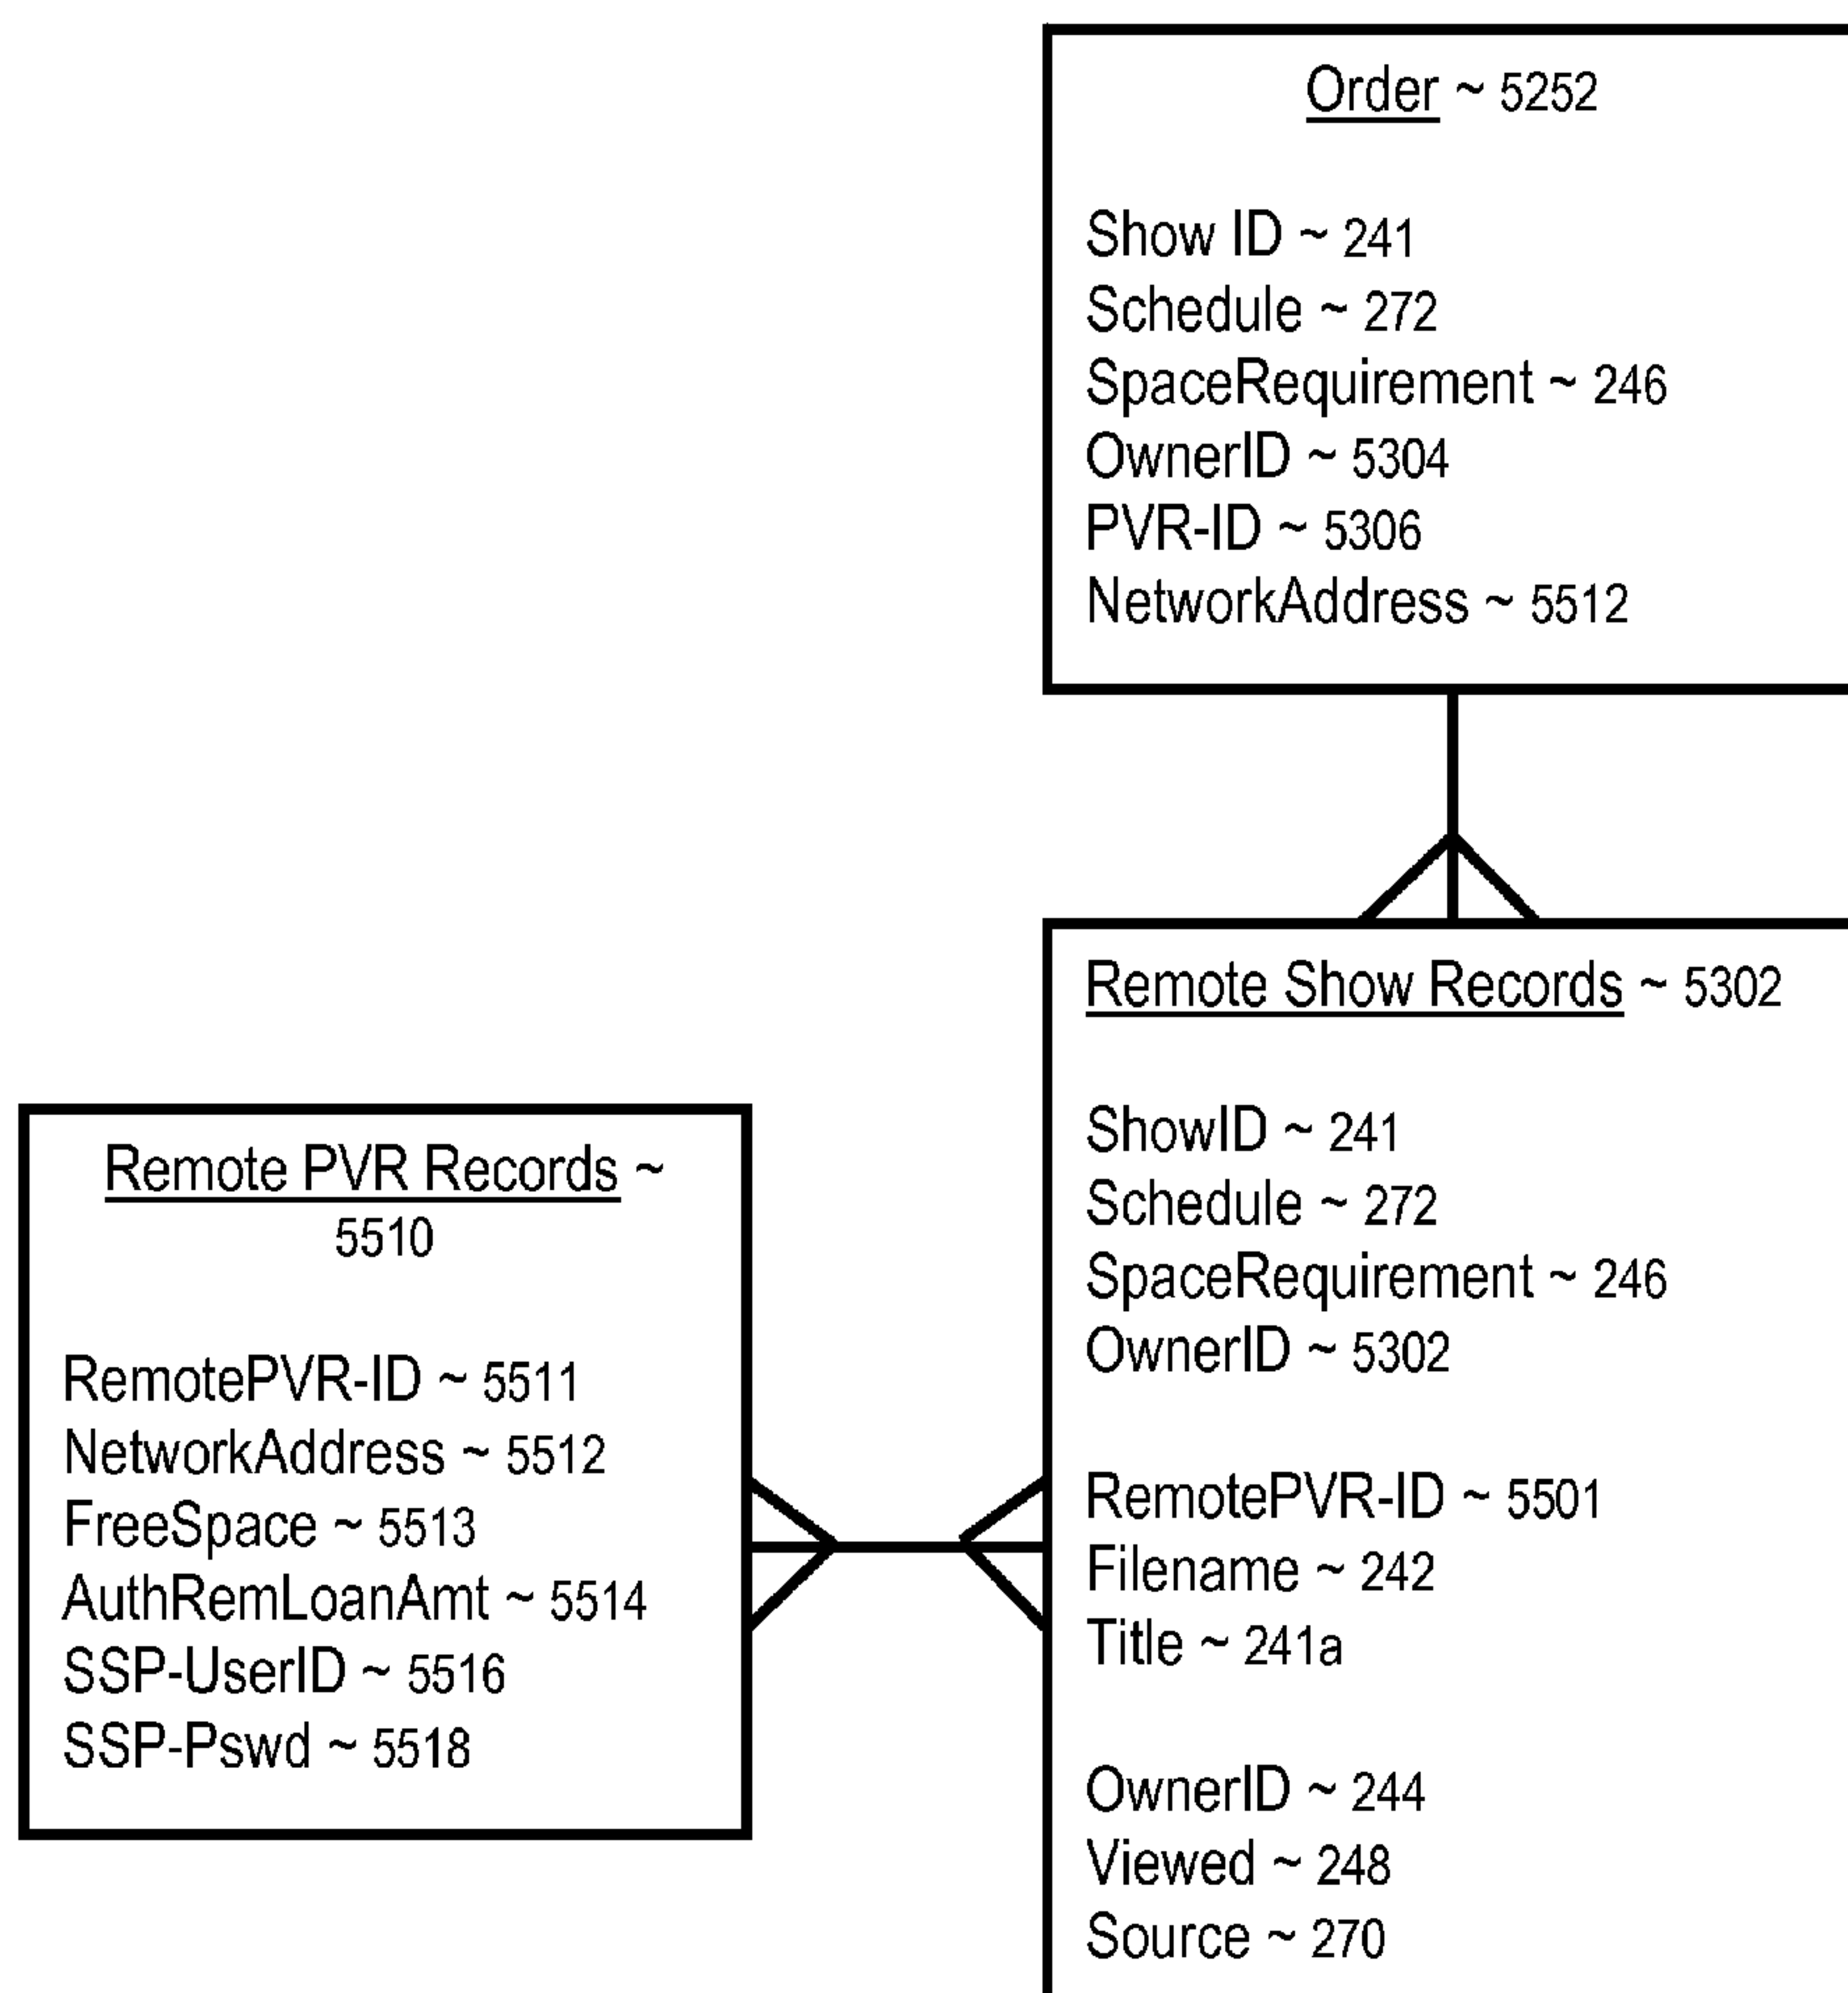 Order ~ 5252
Show ID ~ 241
Schedule ~ 272
SpaceRequirement ~ 246
OwnerID ~ 5304
PVR-ID ~ 5306
NetworkAddress ~ 5512
Remote Show Records ~ 5302
ShowID ~ 241
Schedule ~ 272
SpaceRequirement ~ 246
OwnerID ~ 5302
RemotePVR-ID ~ 5501
Filename ~ 242
Title ~ 241a
OwnerID ~ 244
Viewed ~ 248
Source ~ 270
Remote PVR Records ~
5510
RemotePVR-ID ~ 5511
NetworkAddress ~ 5512
FreeSpace ~ 5513
AuthRemLoanAmt ~ 5514
SSP-UserID ~ 5516
SSP-Pswd ~ 5518